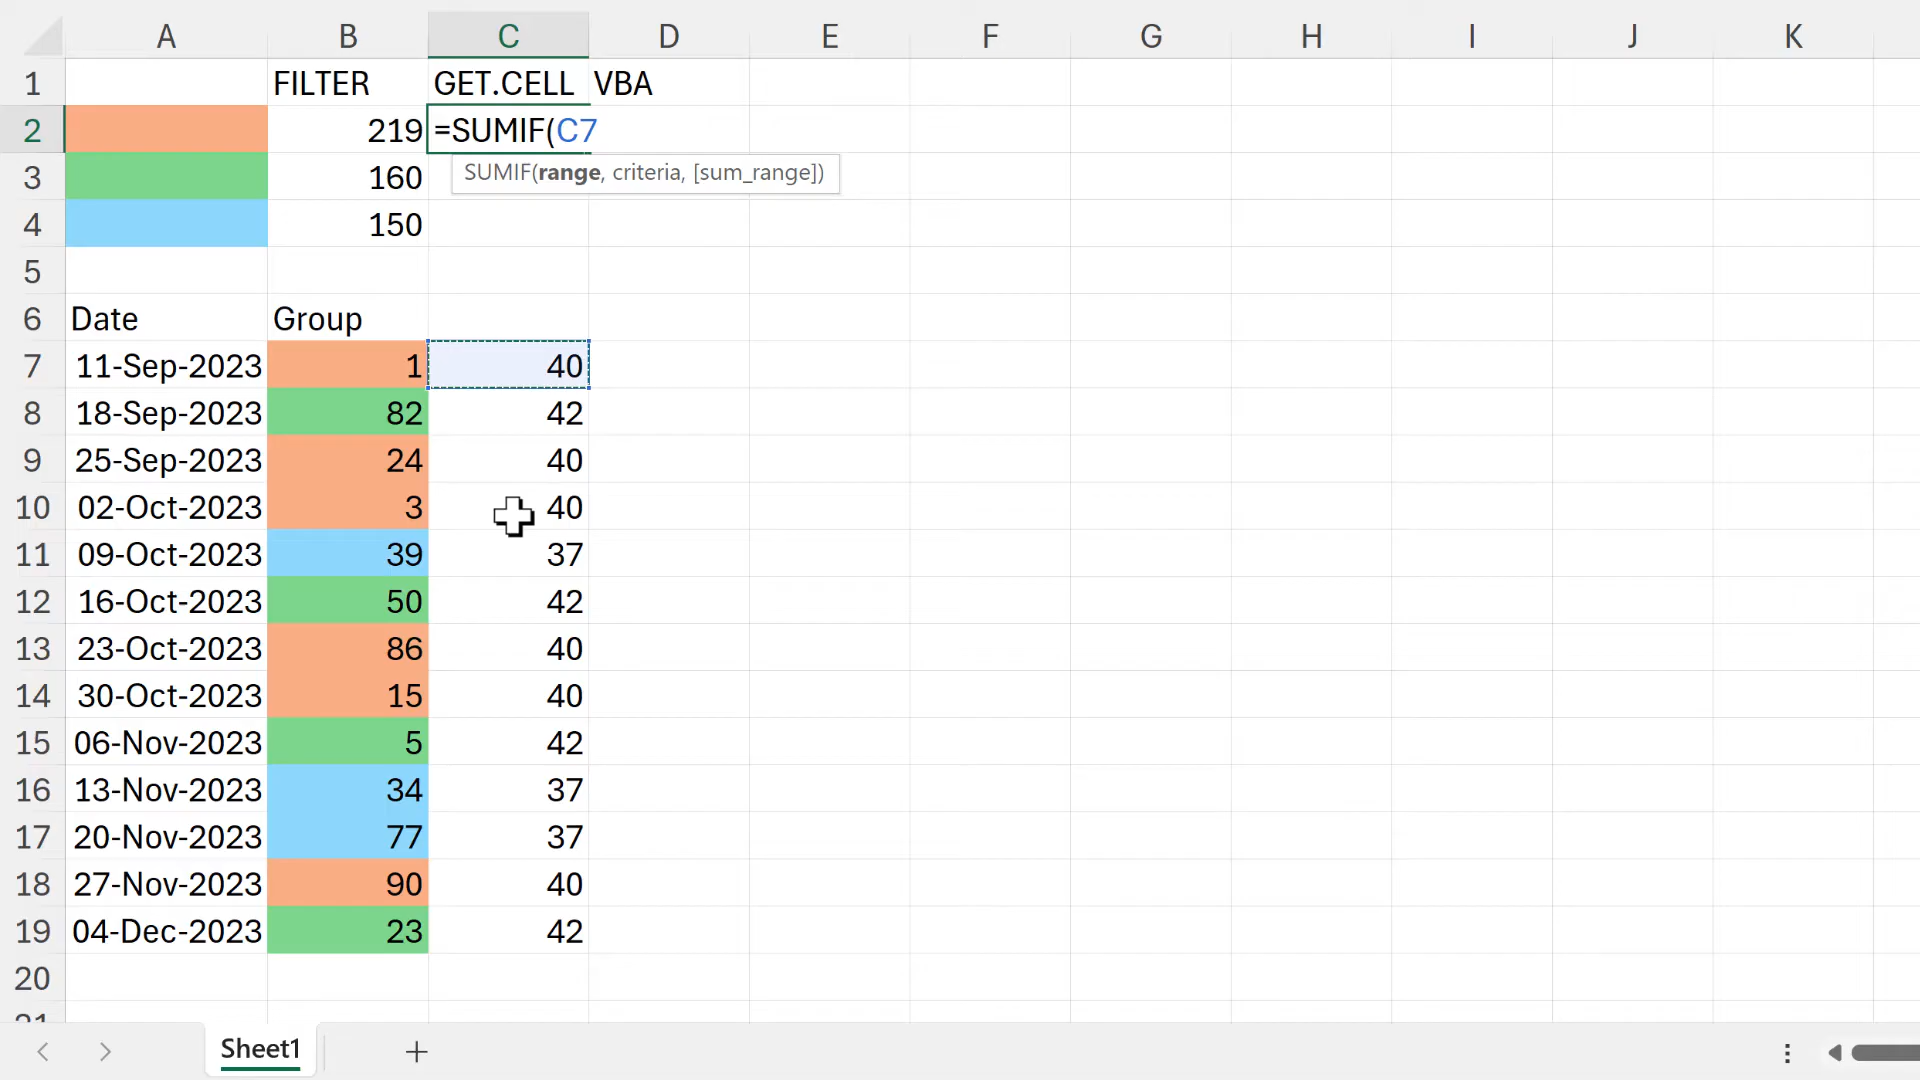 A B C D E F G H I J K
1 FILTER GET.CELL VBA
2 219 =SUMIF(C7
SUMIF(range, criteria, [sum_range])
3 160
4 150
5
6 Date Group
7 11-Sep-2023 1 40
8 18-Sep-2023 82 42
9 25-Sep-2023 24 40
10 02-Oct-2023 3 40
11 09-Oct-2023 39 37
12 16-Oct-2023 50 42
13 23-Oct-2023 86 40
14 30-Oct-2023 15 40
15 06-Nov-2023 5 42
16 13-Nov-2023 34 37
17 20-Nov-2023 77 37
18 27-Nov-2023 90 40
19 04-Dec-2023 23 42
20
21
Sheet1